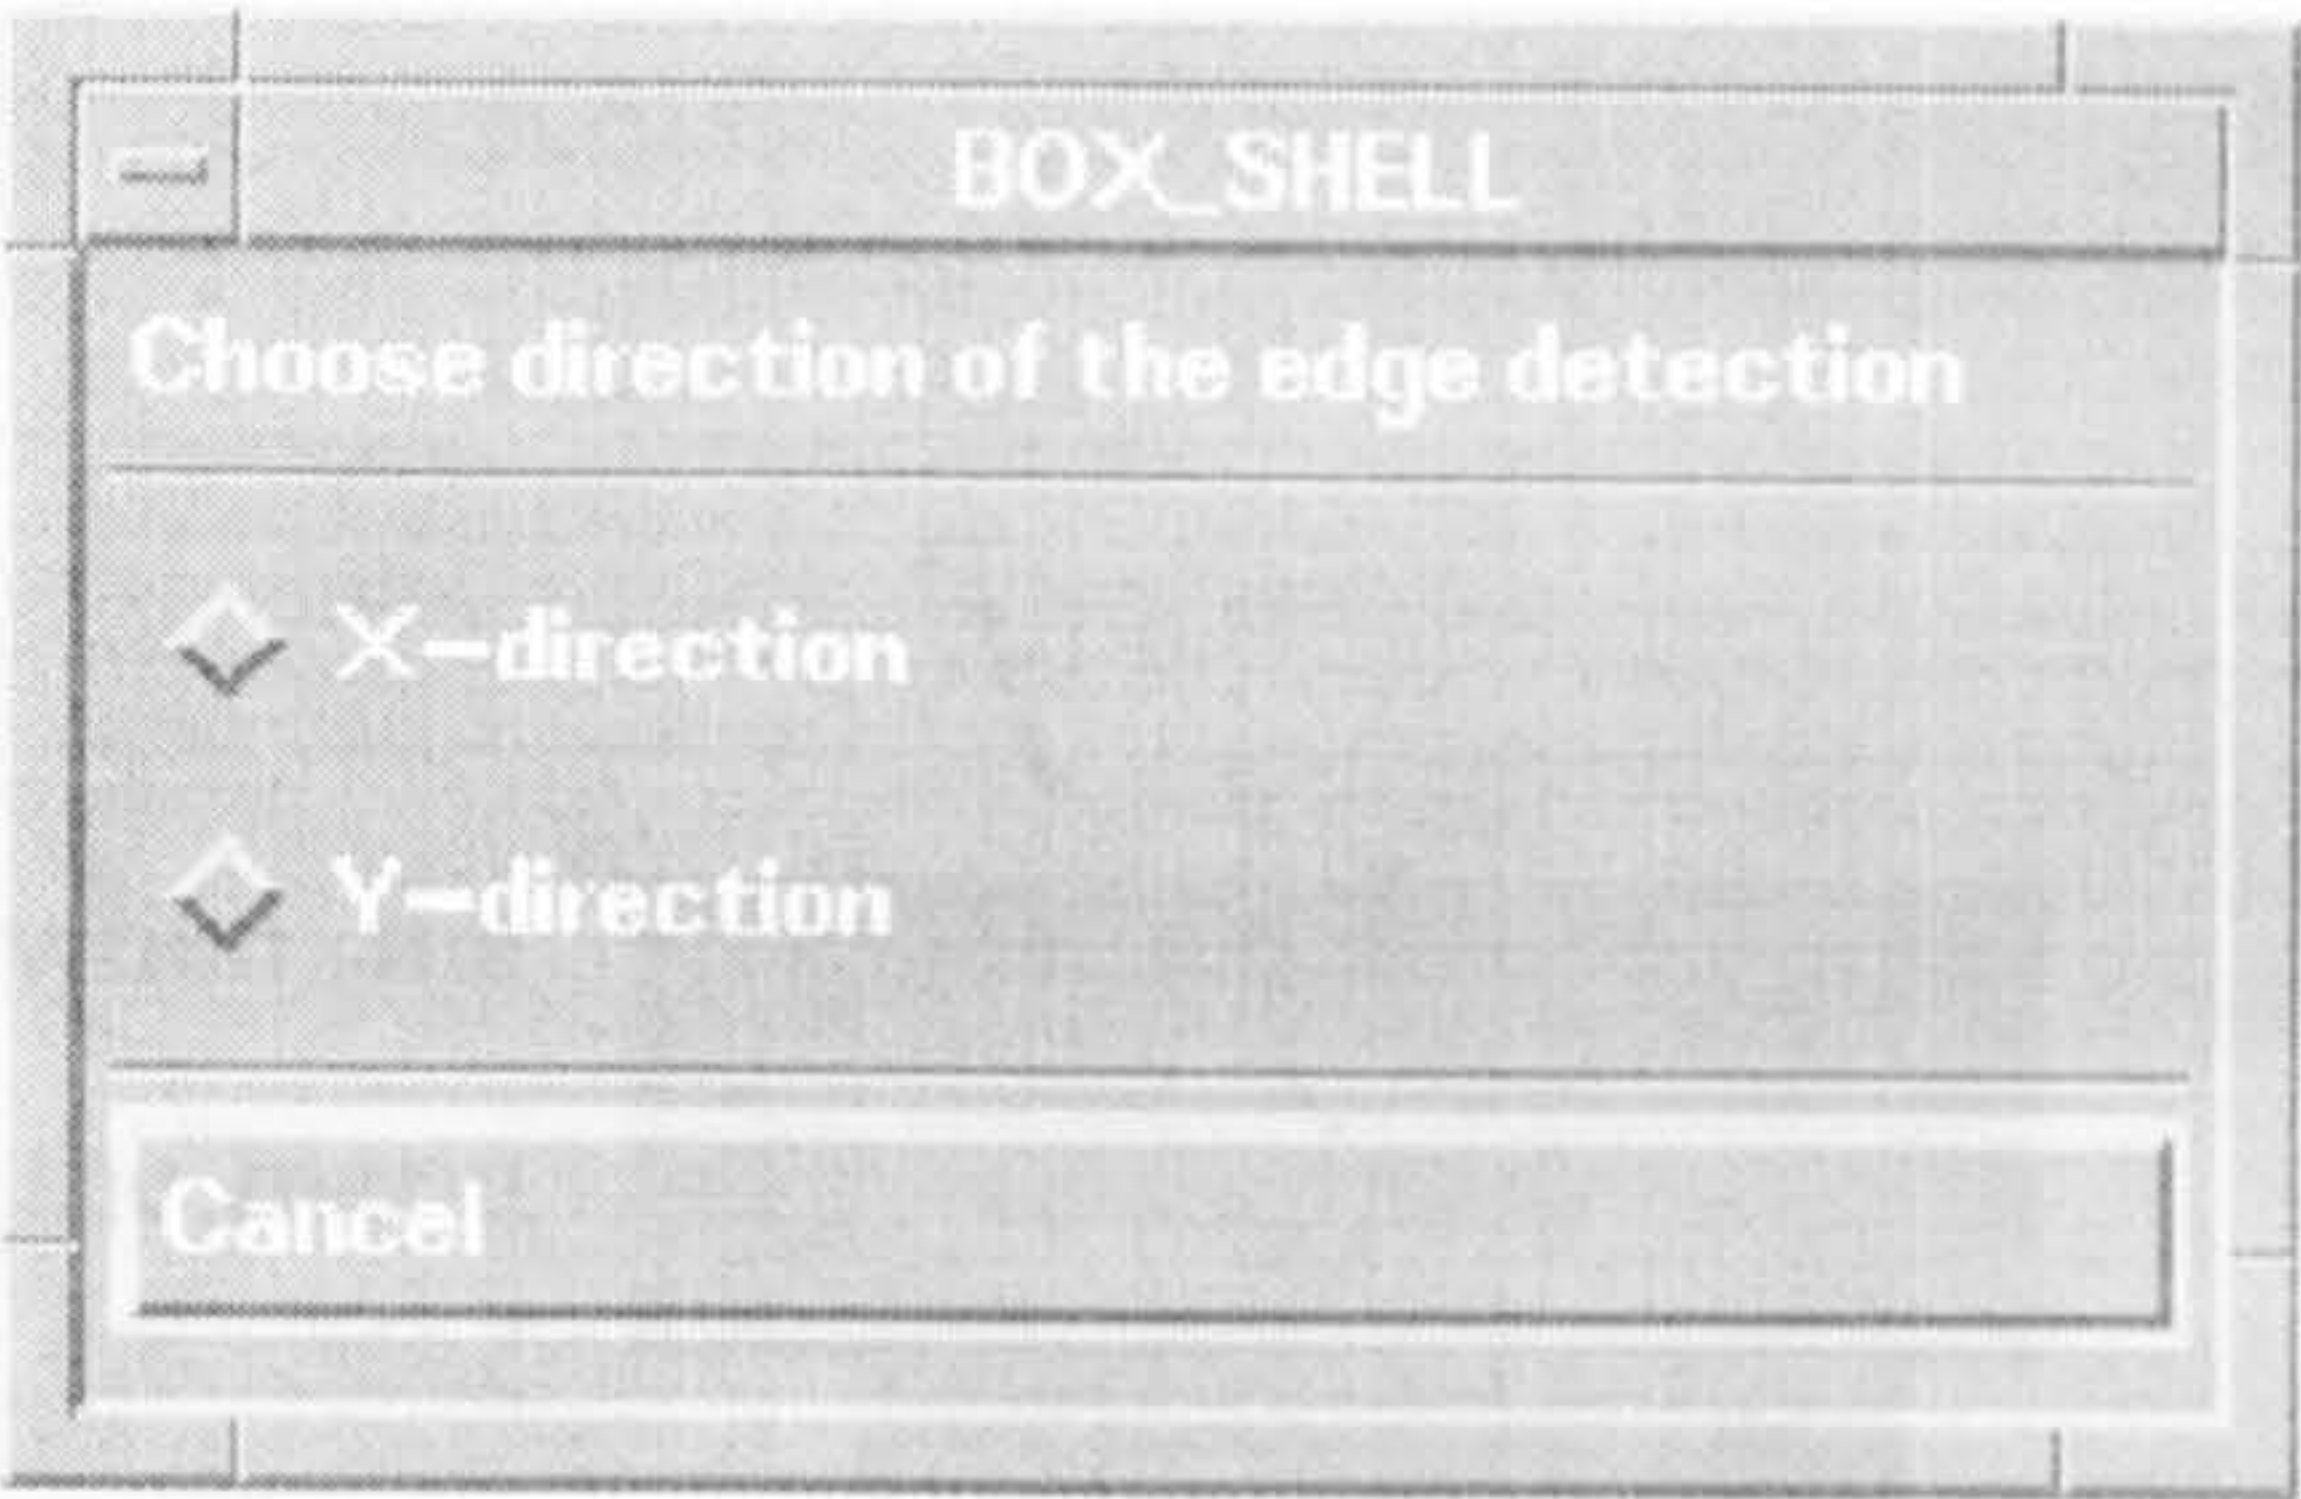 BOX_SHELL
Choose direction of the edge detection
X-direction
Y-direction
Cancel